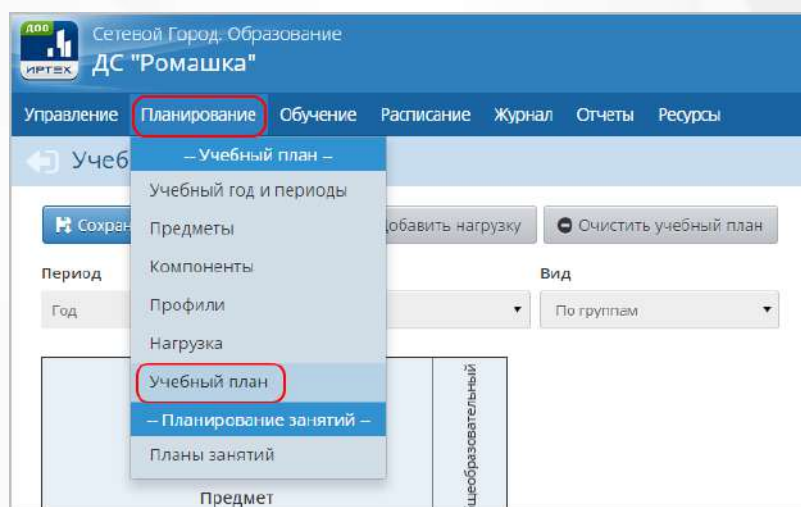 ДОО
ИРТЕХ
Сетевой Город. Образование
ДС "Ромашка"
Управление Планирование Обучение Расписание Журнал Отчеты Ресурсы
Учеб
-- Учебный план --
Учебный год и периоды
Сохран
Предметы
обавить нагрузку
Очистить учебный план
Период
Компоненты
Вид
Год
Профили
По группам
Нагрузка
Учебный план
-- Планирование занятий --
Планы занятий
Предмет
щеобразовательный